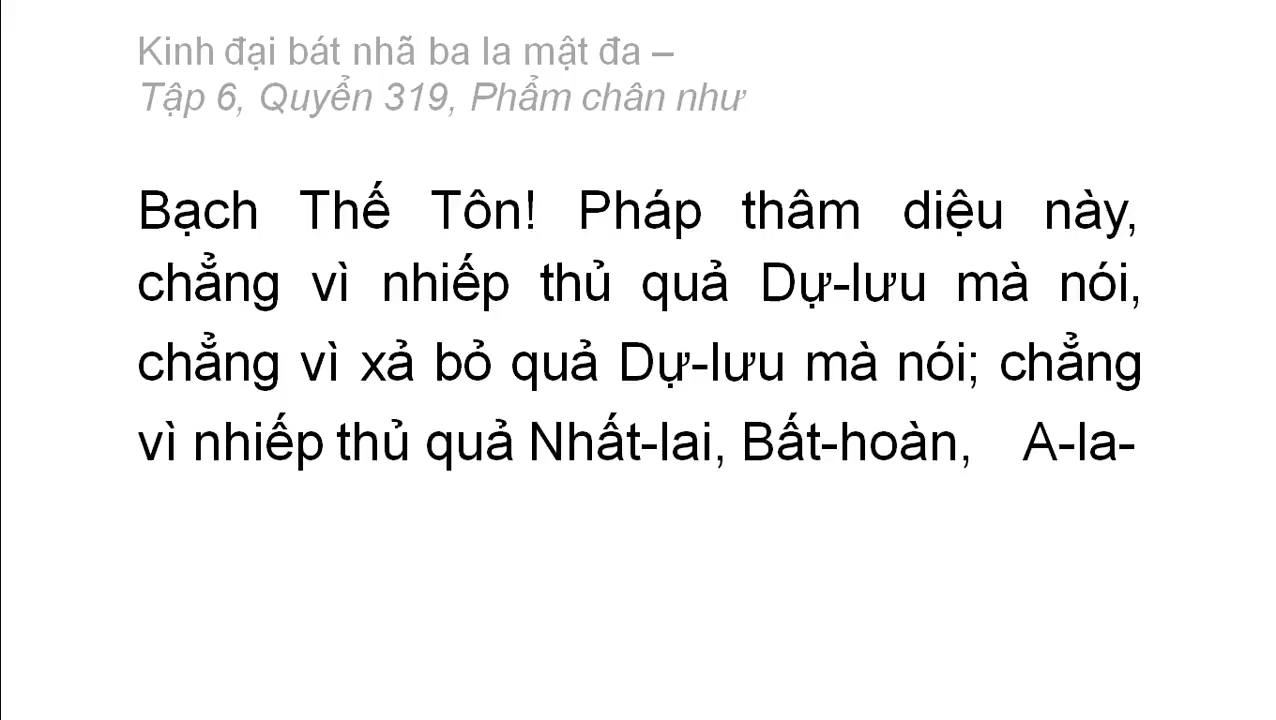 Kinh đại bát nhã ba la mật đa –
Tập 6, Quyển 319, Phẩm chân như
Bạch Thế Tôn! Pháp thâm diệu này,
chẳng vì nhiếp thủ quả Dự-lưu mà nói,
chẳng vì xả bỏ quả Dự-lưu mà nói; chẳng
vì nhiếp thủ quả Nhất-lai, Bất-hoàn, A-la-